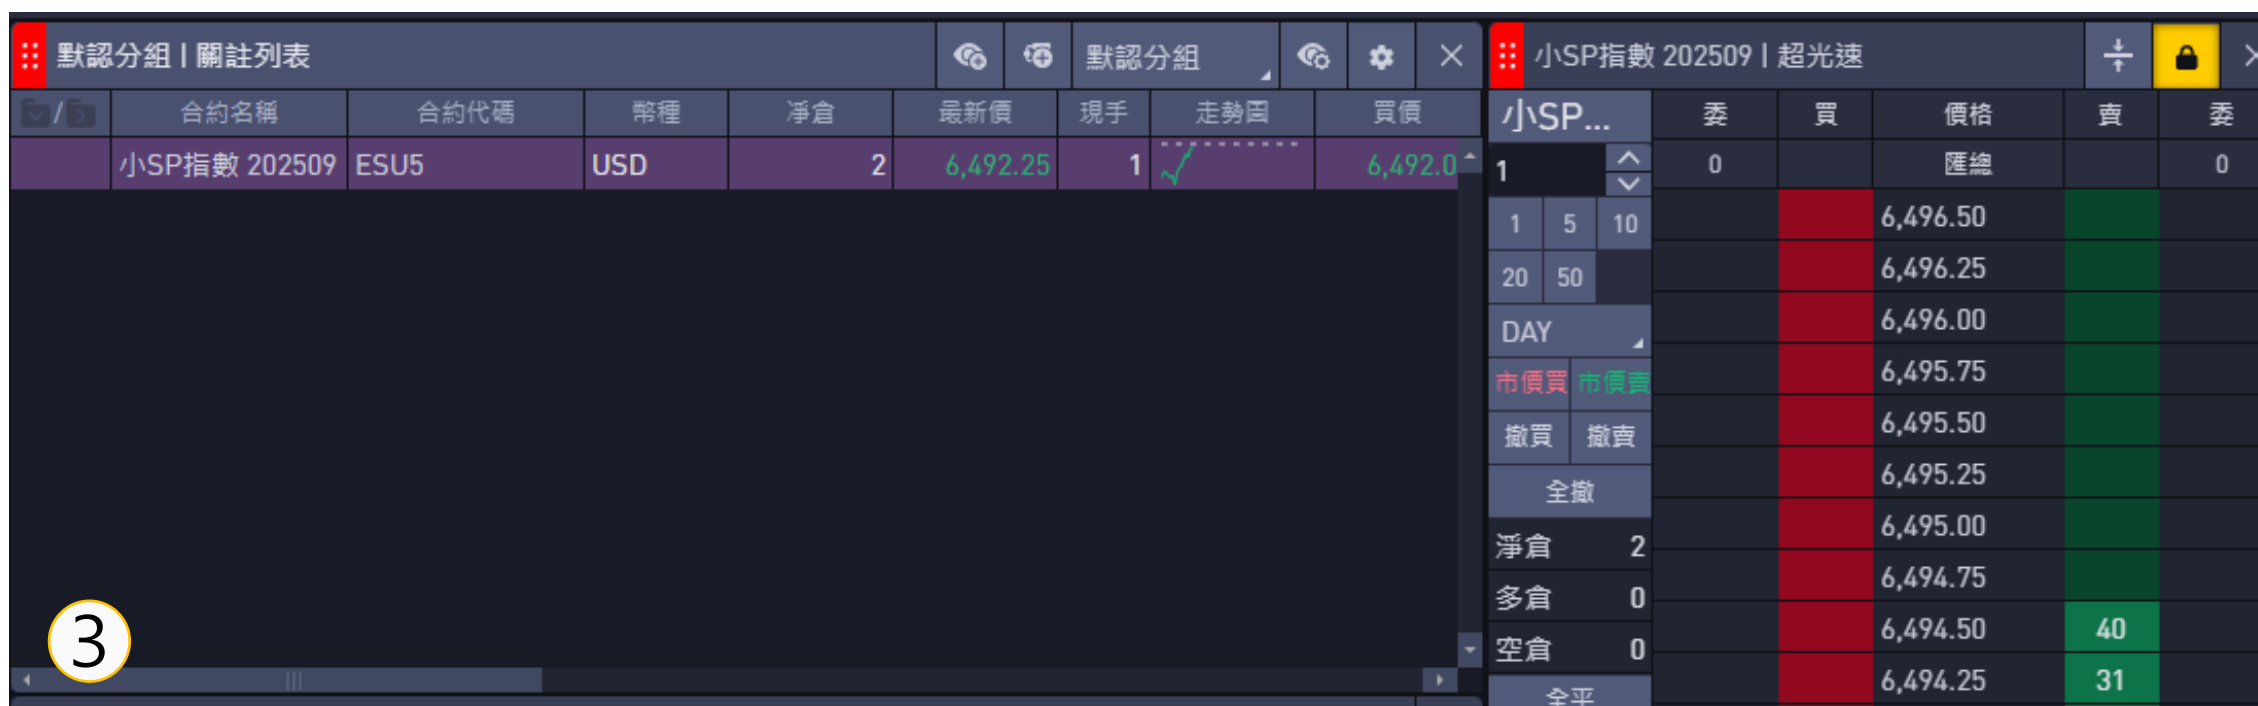 默認分組 | 關註列表
默認分組
合約名稱 合約代碼 幣種 凈倉 最新價 現手 走勢圖 買價
小SP指數 202509 ESU5 USD 2 6,492.25 1 6,492.0
③
小SP指數 202509 | 超光速
小SP... 委 買 價格 賣 委
1 0 匯總 0
1 5 10
20 50
DAY
市價買 市價賣
撤買 撤賣
全撤
淨倉 2
多倉 0
空倉 0
全平
6,496.50
6,496.25
6,496.00
6,495.75
6,495.50
6,495.25
6,495.00
6,494.75
6,494.50 40
6,494.25 31